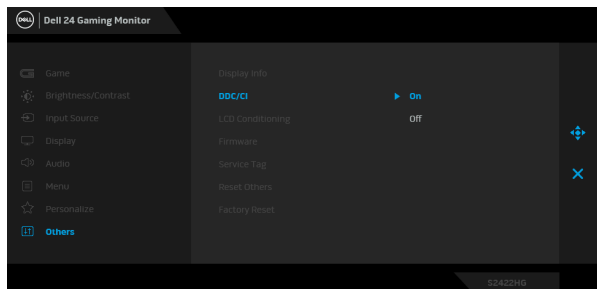 DELL Dell 24 Gaming Monitor
Game
Brightness/Contrast
Input Source
Display
Audio
Menu
Personalize
Others
Display Info
DDC/CI
LCD Conditioning
Firmware
Service Tag
Reset Others
Factory Reset
On
Off
S2422HG